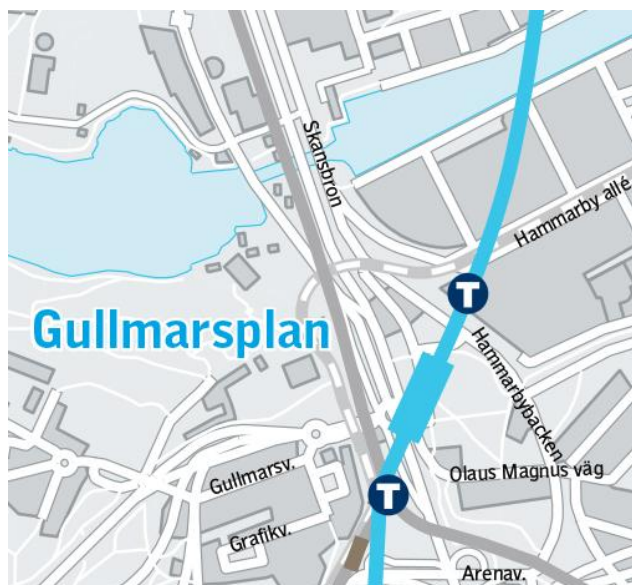 Skansbron
Hammarby allé
T
Gullmarsplan
Hammarbybacken
Olaus Magnus väg
Gullmarsv.
T
Grafikv.
Arenav.